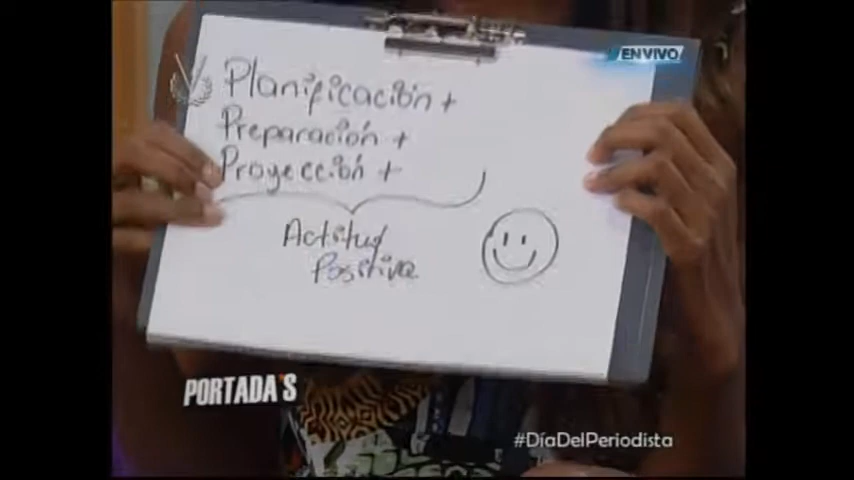 EN VIVO
Planificación +
Preparación +
Proyección +
Actitud
Positiva
PORTADA'S
#DíaDelPeriodista